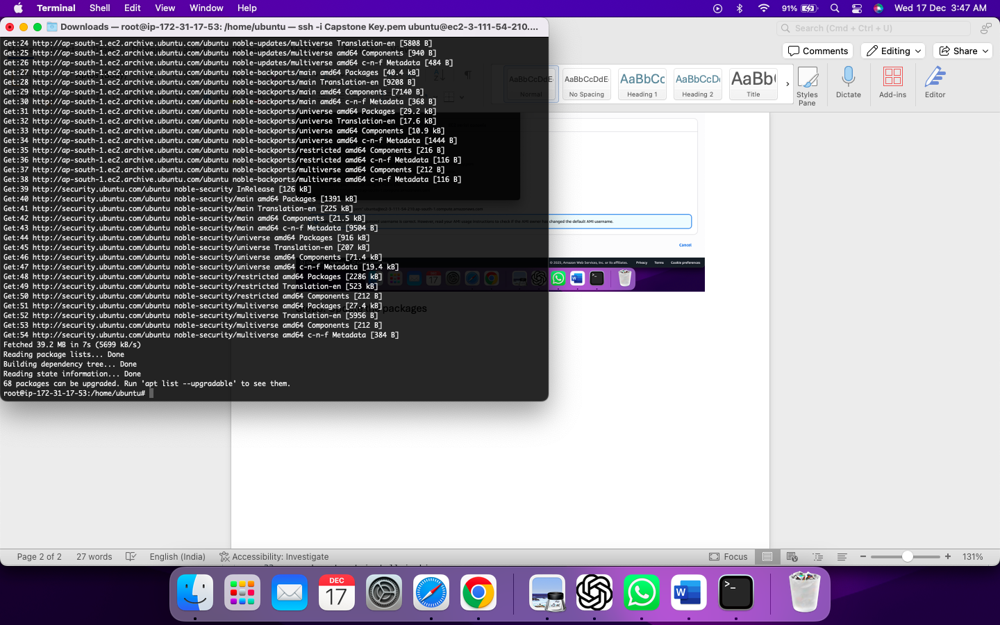 Terminal Shell Edit View Window Help 91% Wed 17 Dec 3:47 AM
Downloads — root@ip-172-31-17-53: /home/ubuntu — ssh -i Capstone Key.pem ubuntu@ec2-3-111-54-210....
Search (Cmd + Ctrl + U)
Comments Editing Share
Get:24 http://ap-south-1.ec2.archive.ubuntu.com/ubuntu noble-updates/multiverse Translation-en [5808 B]
Get:25 http://ap-south-1.ec2.archive.ubuntu.com/ubuntu noble-updates/multiverse amd64 Components [940 B]
Get:26 http://ap-south-1.ec2.archive.ubuntu.com/ubuntu noble-updates/multiverse amd64 c-n-f Metadata [484 B]
Get:27 http://ap-south-1.ec2.archive.ubuntu.com/ubuntu noble-backports/main amd64 Packages [40.4 kB]
Get:28 http://ap-south-1.ec2.archive.ubuntu.com/ubuntu noble-backports/main Translation-en [9208 B]
Get:29 http://ap-south-1.ec2.archive.ubuntu.com/ubuntu noble-backports/main amd64 Components [7140 B]
Get:30 http://ap-south-1.ec2.archive.ubuntu.com/ubuntu noble-backports/main amd64 c-n-f Metadata [368 B]
Get:31 http://ap-south-1.ec2.archive.ubuntu.com/ubuntu noble-backports/universe amd64 Packages [29.2 kB]
Get:32 http://ap-south-1.ec2.archive.ubuntu.com/ubuntu noble-backports/universe Translation-en [17.6 kB]
Get:33 http://ap-south-1.ec2.archive.ubuntu.com/ubuntu noble-backports/universe amd64 Components [10.9 kB]
Get:34 http://ap-south-1.ec2.archive.ubuntu.com/ubuntu noble-backports/universe amd64 c-n-f Metadata [1444 B]
Get:35 http://ap-south-1.ec2.archive.ubuntu.com/ubuntu noble-backports/restricted amd64 Components [216 B]
Get:36 http://ap-south-1.ec2.archive.ubuntu.com/ubuntu noble-backports/restricted amd64 c-n-f Metadata [116 B]
Get:37 http://ap-south-1.ec2.archive.ubuntu.com/ubuntu noble-backports/multiverse amd64 Components [212 B]
Get:38 http://ap-south-1.ec2.archive.ubuntu.com/ubuntu noble-backports/multiverse amd64 c-n-f Metadata [116 B]
Get:39 http://security.ubuntu.com/ubuntu noble-security InRelease [126 kB]
Get:40 http://security.ubuntu.com/ubuntu noble-security/main amd64 Packages [1391 kB]
Get:41 http://security.ubuntu.com/ubuntu noble-security/main Translation-en [225 kB]
Get:42 http://security.ubuntu.com/ubuntu noble-security/main amd64 Components [21.5 kB]
Get:43 http://security.ubuntu.com/ubuntu noble-security/main amd64 c-n-f Metadata [9504 B]
Get:44 http://security.ubuntu.com/ubuntu noble-security/universe amd64 Packages [916 kB]
Get:45 http://security.ubuntu.com/ubuntu noble-security/universe Translation-en [207 kB]
Get:46 http://security.ubuntu.com/ubuntu noble-security/universe amd64 Components [71.4 kB]
Get:47 http://security.ubuntu.com/ubuntu noble-security/universe amd64 c-n-f Metadata [19.4 kB]
Get:48 http://security.ubuntu.com/ubuntu noble-security/restricted amd64 Packages [2286 kB]
Get:49 http://security.ubuntu.com/ubuntu noble-security/restricted Translation-en [523 kB]
Get:50 http://security.ubuntu.com/ubuntu noble-security/restricted amd64 Components [212 B]
Get:51 http://security.ubuntu.com/ubuntu noble-security/multiverse amd64 Packages [27.4 kB]
Get:52 http://security.ubuntu.com/ubuntu noble-security/multiverse Translation-en [5956 B]
Get:53 http://security.ubuntu.com/ubuntu noble-security/multiverse amd64 Components [212 B]
Get:54 http://security.ubuntu.com/ubuntu noble-security/multiverse amd64 c-n-f Metadata [384 B]
Fetched 39.2 MB in 7s (5699 kB/s)
Reading package lists... Done
Building dependency tree... Done
Reading state information... Done
68 packages can be upgraded. Run 'apt list --upgradable' to see them.
root@ip-172-31-17-53:/home/ubuntu#
AaBbCcDdE AaBbCcDdE AaBbCc AaBbCcD AaBb
Normal No Spacing Heading 1 Heading 2 Title
Styles Pane Dictate Add-ins Editor
username is correct. However, read your AMI usage instructions to check if the AMI owner has changed the default AMI username.
Cancel
© 2025, Amazon Web Services, Inc. or its affiliates. Privacy Terms Cookie preferences
Update the packages
Page 2 of 2 27 words English (India) Accessibility: Investigate Focus 131%
DEC
17
W
>_